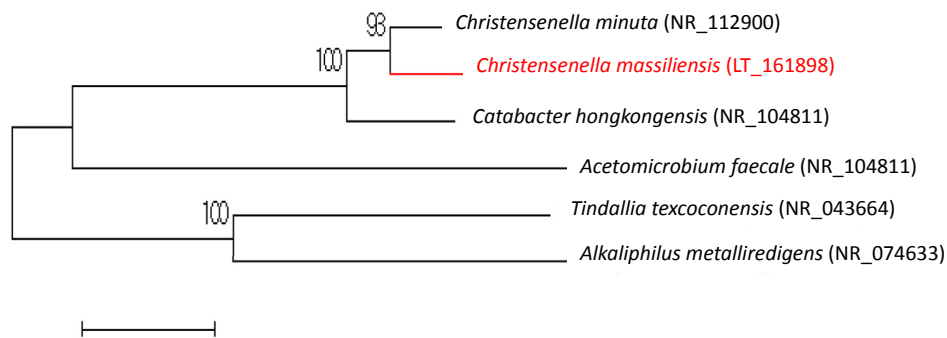 93
Christensenella minuta (NR_112900)
100
Christensenella massiliensis (LT_161898)
Catabacter hongkongensis (NR_104811)
Acetomicrobium faecale (NR_104811)
100
Tindallia texcoconensis (NR_043664)
Alkaliphilus metalliredigens (NR_074633)